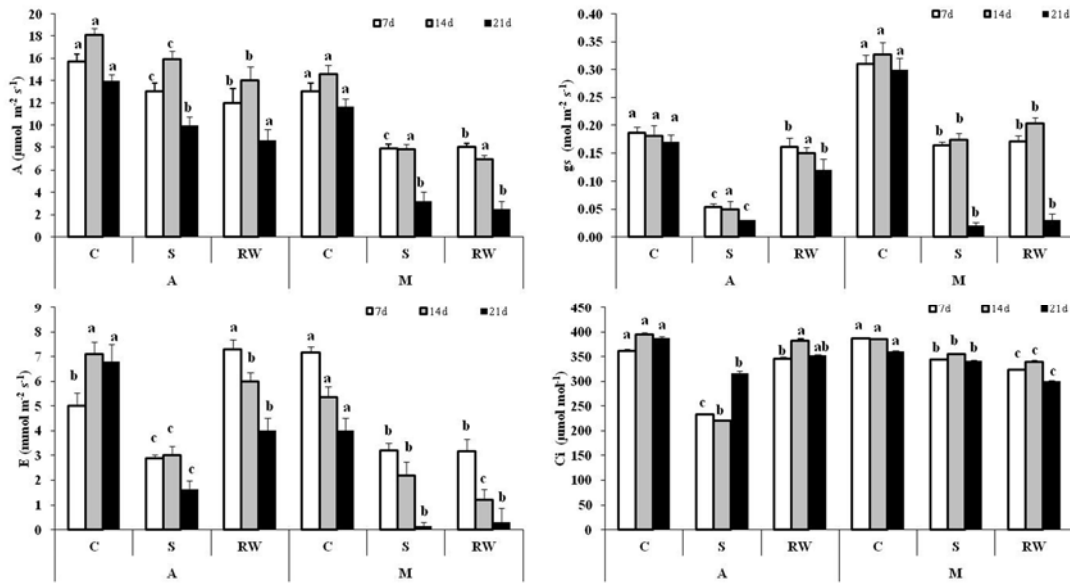 A (µmol m⁻² s⁻¹)
20
18
16
14
12
10
8
6
4
2
0
7d 14d 21d
a a a c c b b b a a a a b a b b a b
C S RW C S RW
A M
gs (mol m⁻² s⁻¹)
0.40
0.35
0.30
0.25
0.20
0.15
0.10
0.05
0.00
7d 14d 21d
a a a c a c b a b a a a b b b b b b
C S RW C S RW
A M
E (mmol m⁻² s⁻¹)
9
8
7
6
5
4
3
2
1
0
7d 14d 21d
b a a c c c a b b a a a b b b b c b
C S RW C S RW
A M
Ci (µmol mol⁻¹)
450
400
350
300
250
200
150
100
50
0
7d 14d 21d
a a a c b b b a ab a a a b b b c c c
C S RW C S RW
A M